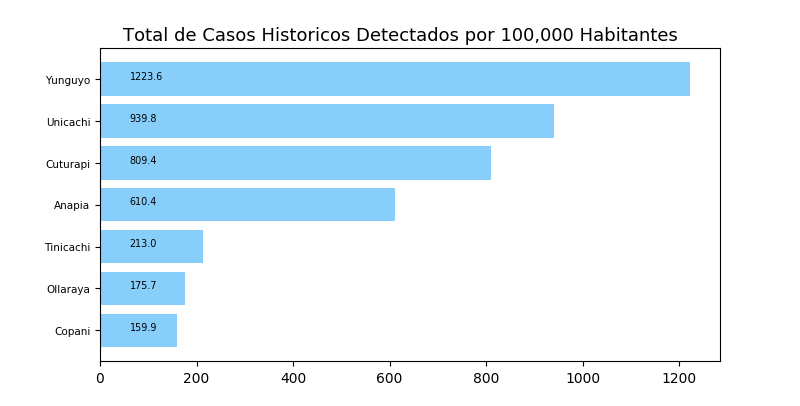 Total de Casos Historicos Detectados por 100,000 Habitantes
Yunguyo 1223.6
Unicachi 939.8
Cuturapi 809.4
Anapia 610.4
Tinicachi 213.0
Ollaraya 175.7
Copani 159.9
0 200 400 600 800 1000 1200